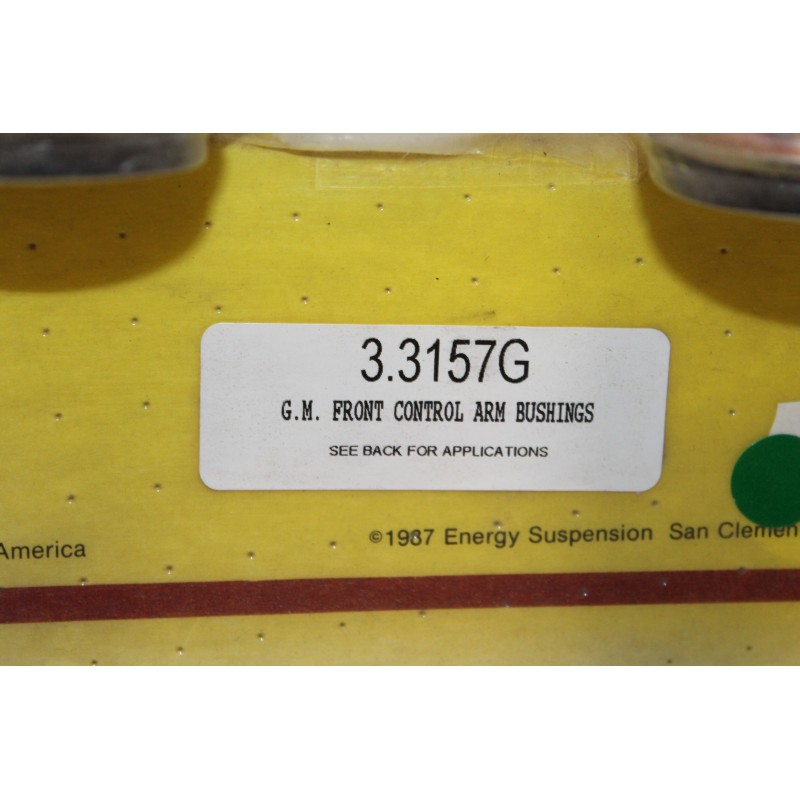 3.3157G
G.M. FRONT CONTROL ARM BUSHINGS
SEE BACK FOR APPLICATIONS
America
©1987 Energy Suspension San Clemen